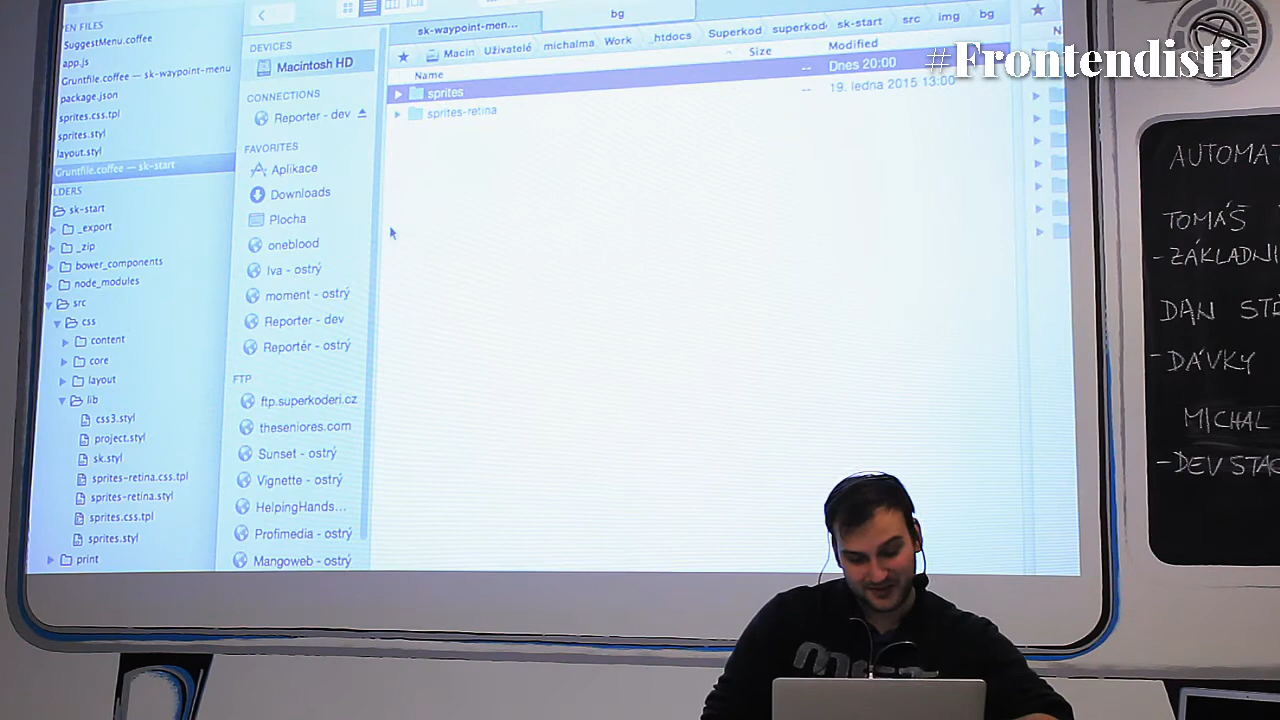 #Frontendisti
PEN FILES
SuggestMenu.coffee
app.js
Gruntfile.coffee — sk-waypoint-menu
package.json
sprites.css.tpl
sprites.styl
layout.styl
Gruntfile.coffee — sk-start
LDERS
sk-start
_export
_zip
bower_components
node_modules
src
css
content
core
layout
lib
css3.styl
project.styl
sk.styl
sprites-retina.css.tpl
sprites-retina.styl
sprites.css.tpl
sprites.styl
print
DEVICES
Macintosh HD
CONNECTIONS
Reporter - dev
FAVORITES
Aplikace
Downloads
Plocha
oneblood
Iva - ostrý
moment - ostrý
Reporter - dev
Reportér - ostrý
FTP
ftp.superkoderi.cz
theseniores.com
Sunset - ostrý
Vignette - ostrý
HelpingHands...
Profimedia - ostrý
Mangoweb - ostrý
sk-waypoint-men... bg
Macin Uživatelé michalma Work _htdocs Superkod superkod sk-start src img bg
Name Size Modified
sprites -- Dnes 20:00
sprites-retina -- 19. ledna 2015 13:00
AUTOMAT
TOMÁŠ
- ZÁKLADNÍ
DAN STR
- DÁVKY
MICHAL
- DEVSTAC